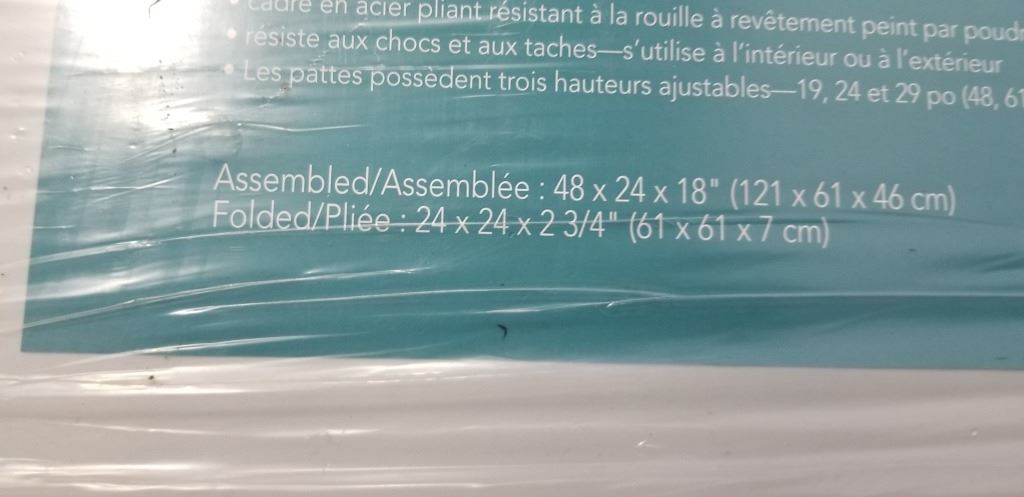 cadre en acier pliant résistant à la rouille à revêtement peint par
• résiste aux chocs et aux taches—s'utilise à l'intérieur ou à l'extérieur
• Les pattes possèdent trois hauteurs ajustables—19, 24 et 29 po (48, 61
Assembled/Assemblée : 48 x 24 x 18" (121 x 61 x 46 cm)
Folded/Pliée : 24 x 24 x 2 3/4" (61 x 61 x 7 cm)